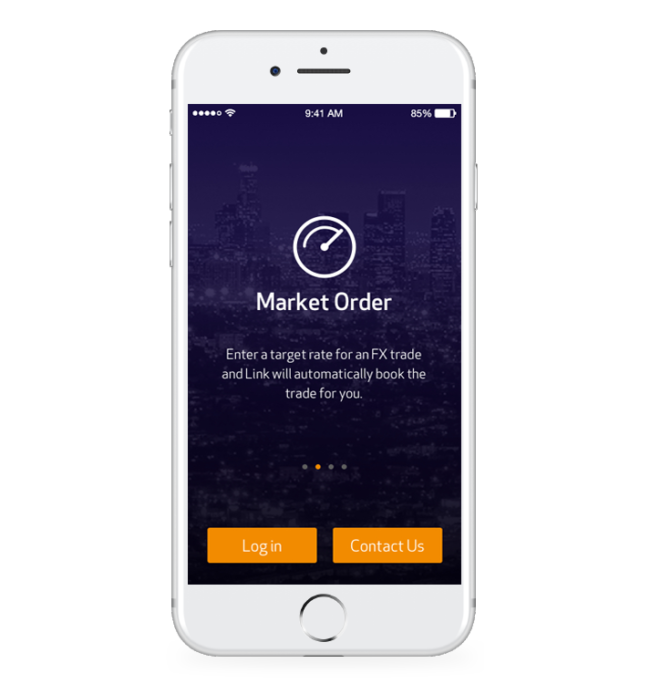 9:41 AM
85%
Market Order
Enter a target rate for an FX trade
and Link will automatically book the
trade for you.
Log in
Contact Us